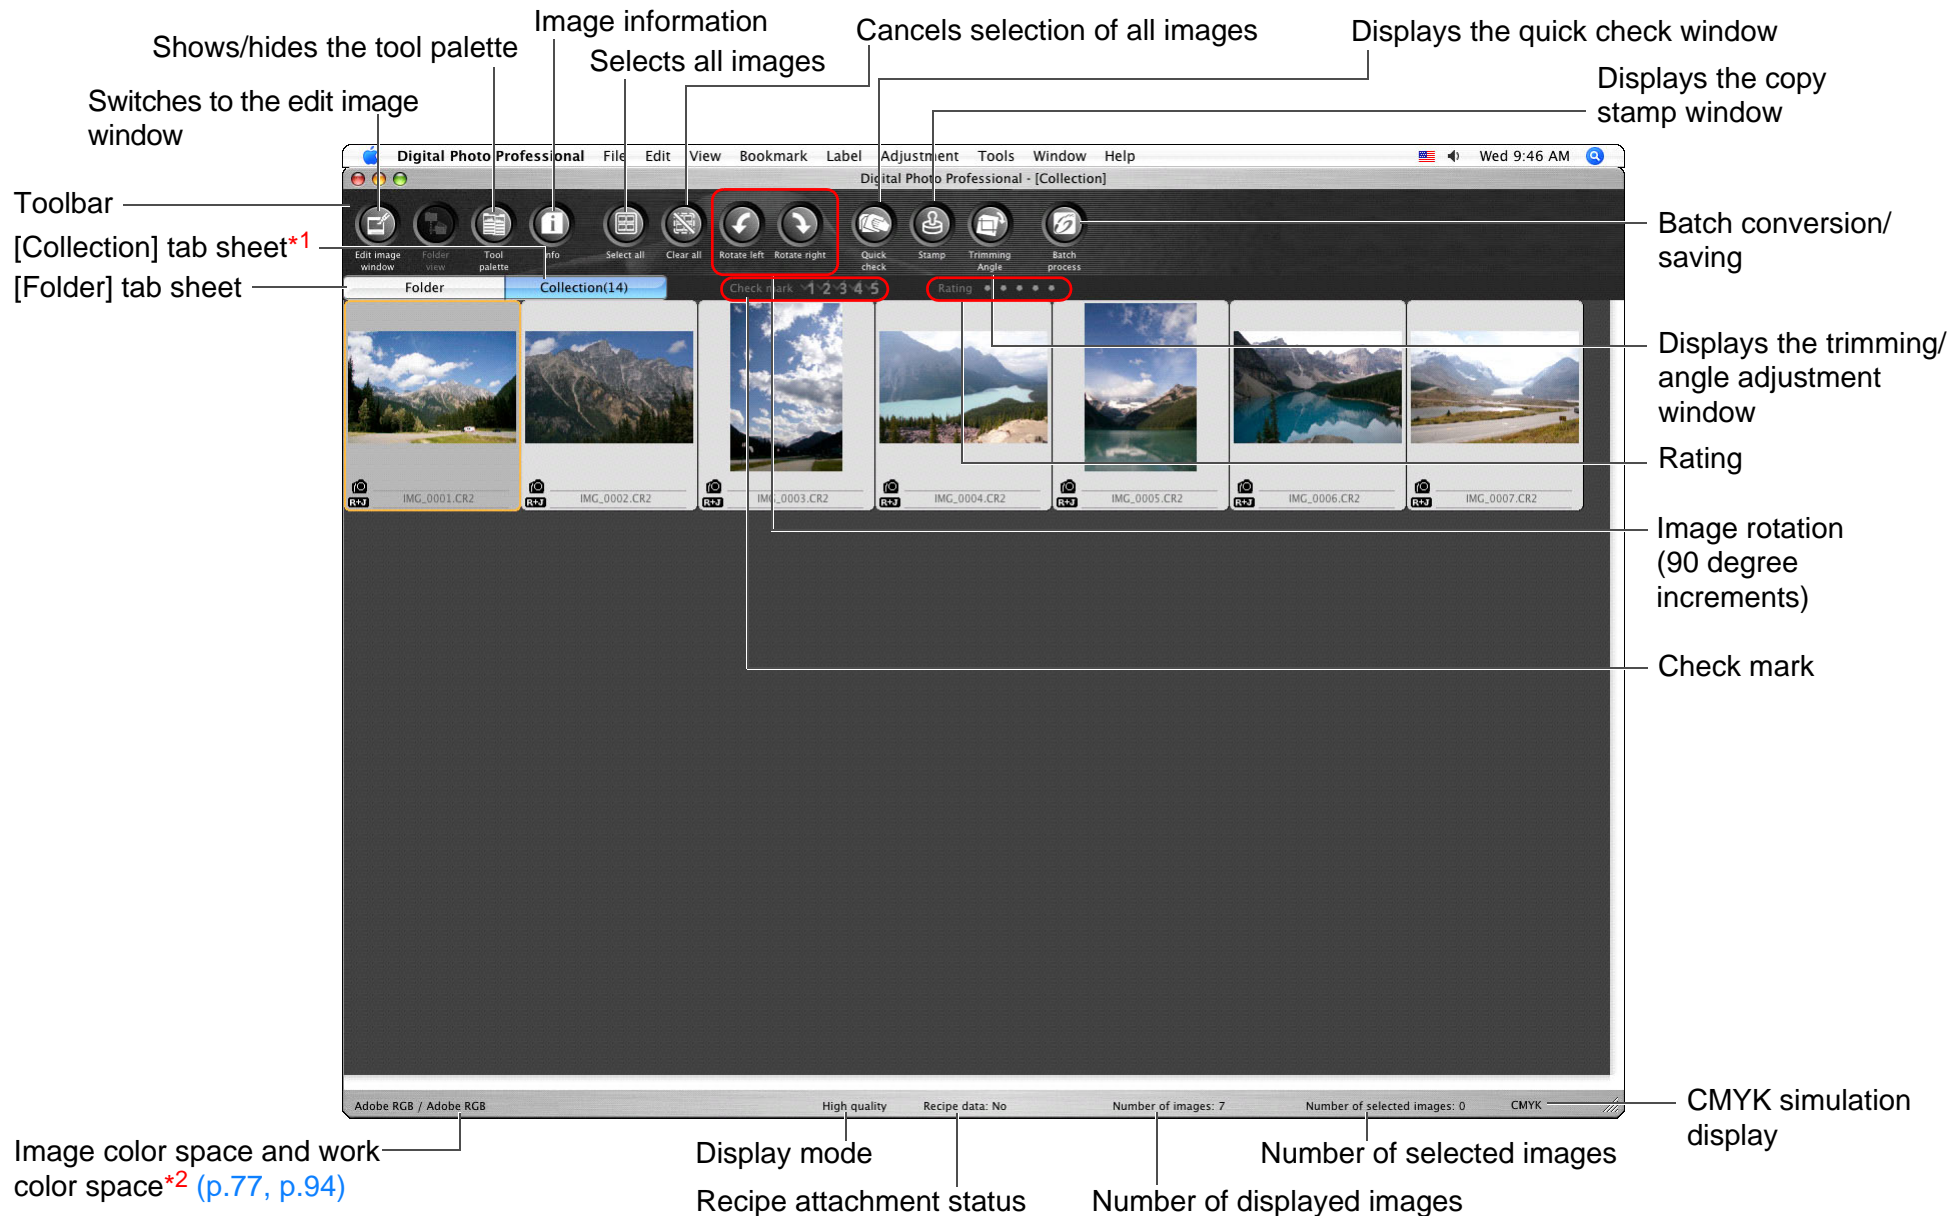 Image information
Cancels selection of all images
Displays the quick check window
Shows/hides the tool palette
Selects all images
Displays the copy
stamp window
Switches to the edit image
window
Digital Photo Professional File Edit View Bookmark Label Adjustment Tools Window Help Wed 9:46 AM
Digital Photo Professional - [Collection]
Toolbar
[Collection] tab sheet*1
[Folder] tab sheet
Edit image
window
Folder
view
Tool
palette
Info
Select all
Clear all
Rotate left
Rotate right
Quick
check
Stamp
Trimming
Angle
Batch
process
Batch conversion/
saving
Folder
Collection(14)
Check mark 1 2 3 4 5
Rating
Displays the trimming/
angle adjustment
window
Rating
R+J IMG_0001.CR2
R+J IMG_0002.CR2
R+J IMG_0003.CR2
R+J IMG_0004.CR2
R+J IMG_0005.CR2
R+J IMG_0006.CR2
R+J IMG_0007.CR2
Image rotation
(90 degree
increments)
Check mark
Adobe RGB / Adobe RGB
High quality
Recipe data: No
Number of images: 7
Number of selected images: 0
CMYK
CMYK simulation
display
Image color space and work
color space*2 (p.77, p.94)
Display mode
Number of selected images
Recipe attachment status
Number of displayed images